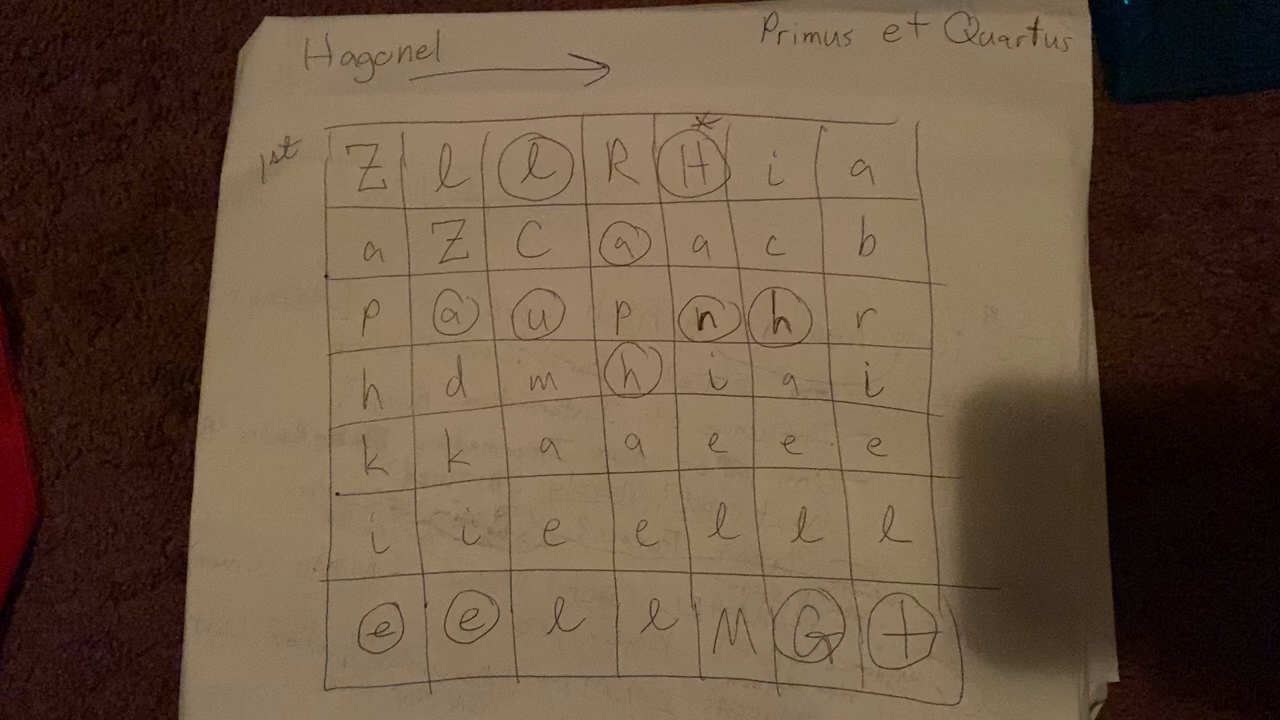 Hagonel → Primus et Quartus
1st Z l l R H* i a
a Z C a a c b
p a u p n h r
h d m h i a i
k k a a e e e
i i e e l l l
e e l l M G +